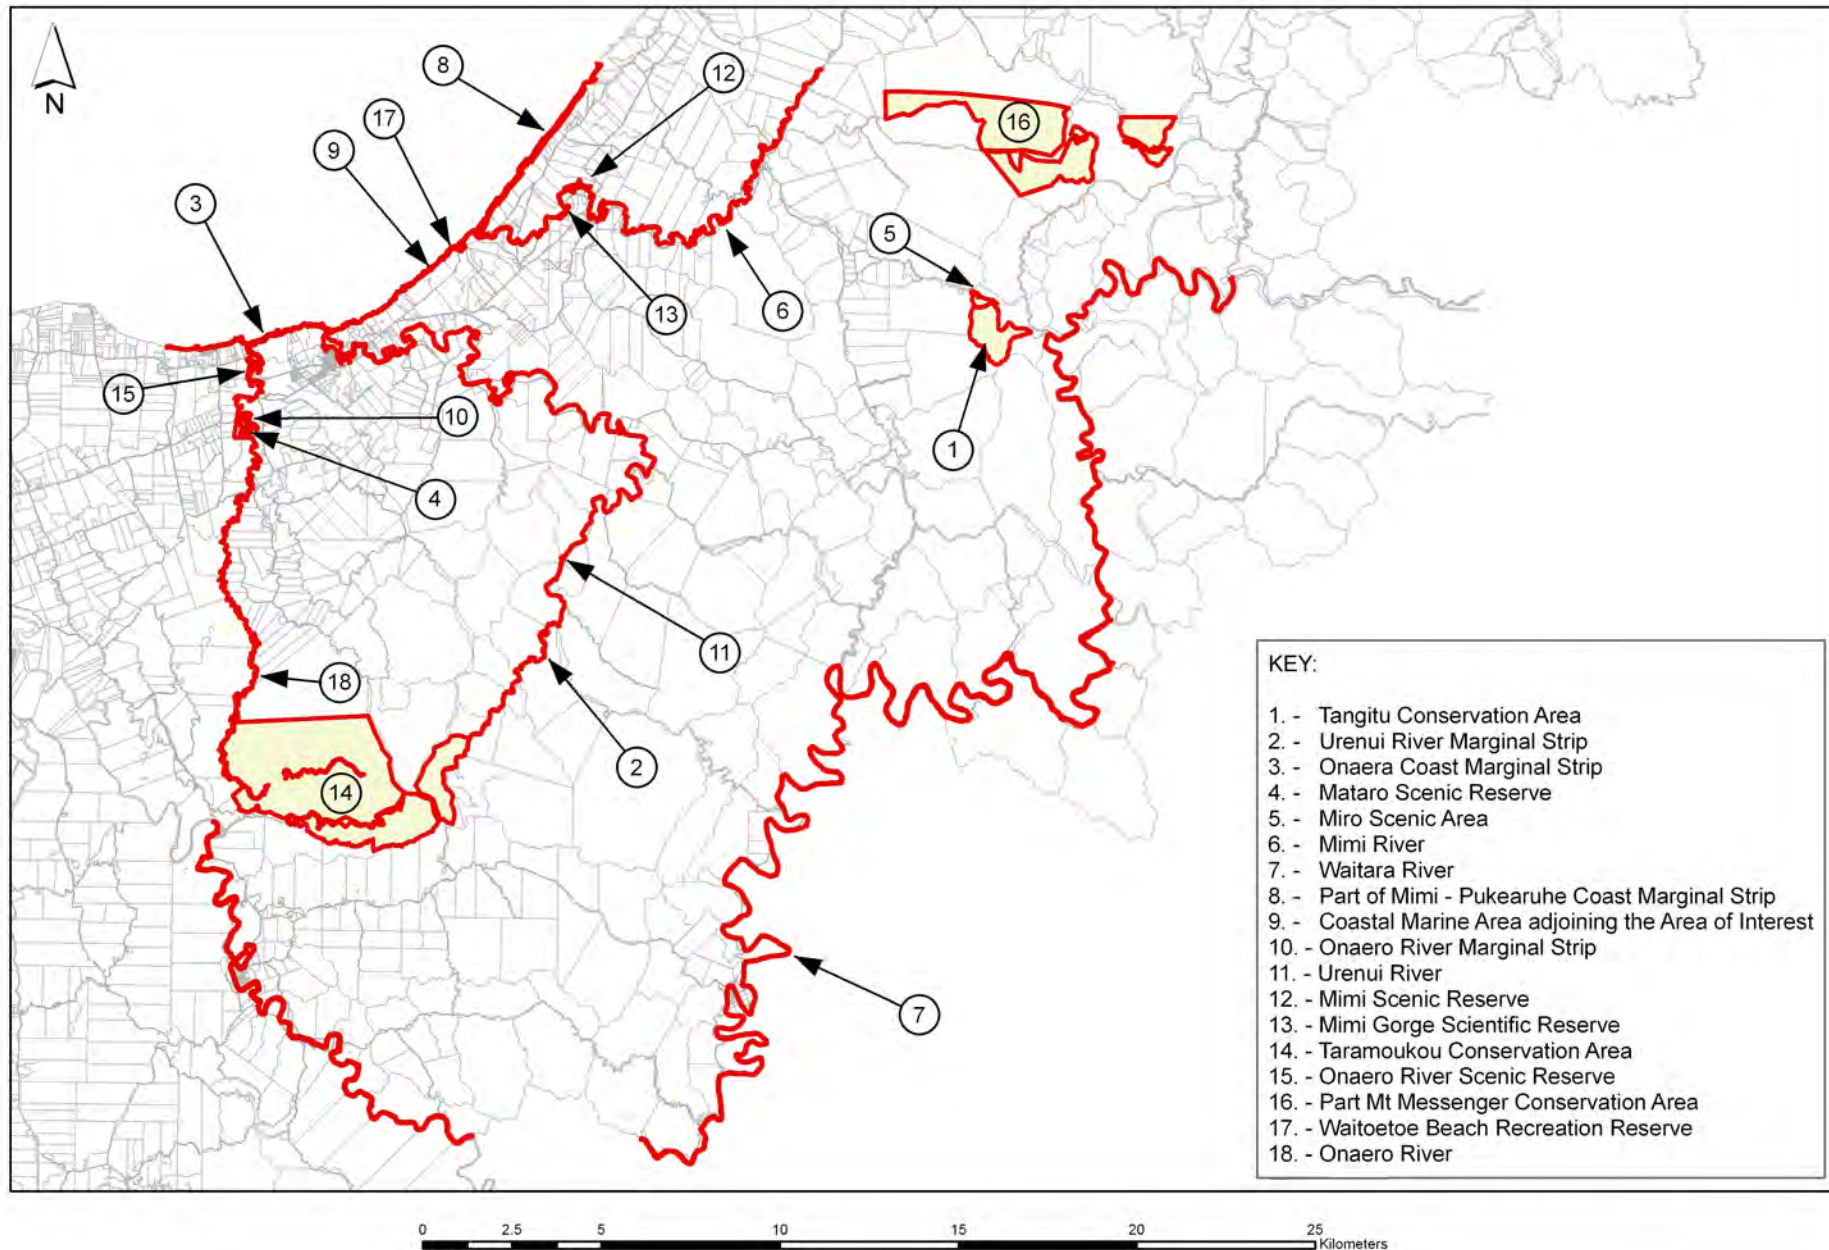 N
8
12
17
9
16
3
5
13
6
15
10
1
4
11
18
2
14
7
KEY:
1. - Tangitu Conservation Area
2. - Urenui River Marginal Strip
3. - Onaera Coast Marginal Strip
4. - Mataro Scenic Reserve
5. - Miro Scenic Area
6. - Mimi River
7. - Waitara River
8. - Part of Mimi - Pukearuhe Coast Marginal Strip
9. - Coastal Marine Area adjoining the Area of Interest
10. - Onaero River Marginal Strip
11. - Urenui River
12. - Mimi Scenic Reserve
13. - Mimi Gorge Scientific Reserve
14. - Taramoukou Conservation Area
15. - Onaero River Scenic Reserve
16. - Part Mt Messenger Conservation Area
17. - Waitoetoe Beach Recreation Reserve
18. - Onaero River
0 2.5 5 10 15 20 25
Kilometers